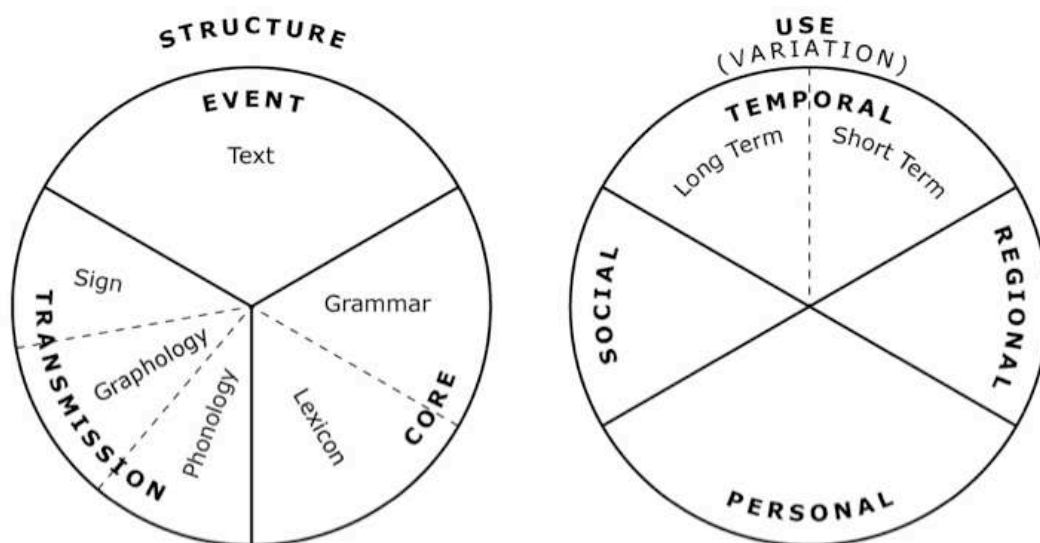 STRUCTURE
EVENT
Text
Sign
Graphology
Phonology
TRANSMISSION
Grammar
Lexicon
CORE
USE
(VARIATION)
TEMPORAL
Long Term
Short Term
SOCIAL
REGIONAL
PERSONAL